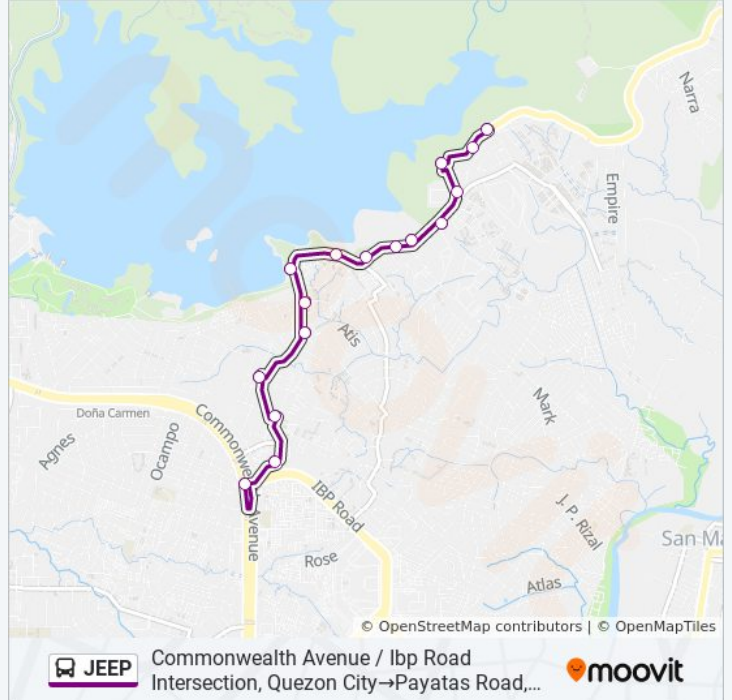 Narra
Empire
Atis
Mark
Doña Carmen
Commonwealth Avenue
Agnes
Ocampo
IBP Road
J. P. Rizal
San Ma
Rose
Atlas
© OpenStreetMap contributors | © OpenMapTiles
JEEP
Commonwealth Avenue / Ibp Road
Intersection, Quezon City→Payatas Road,...
moovit